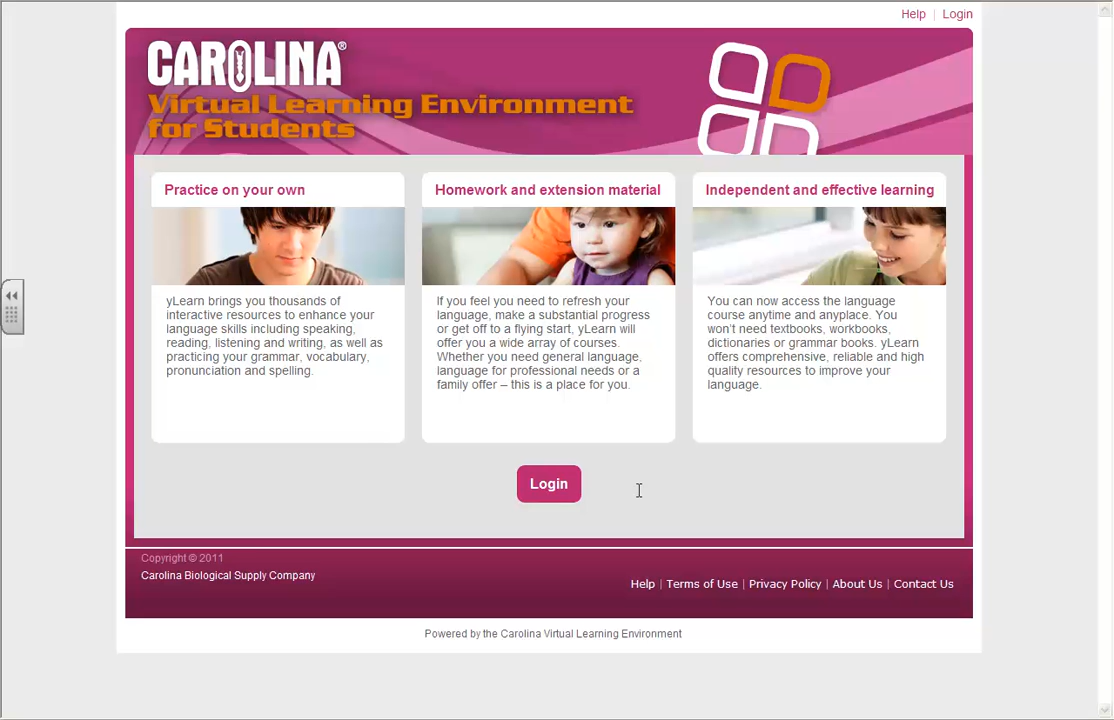 Help | Login
CAROLINA®
Virtual Learning Environment
for Students
Practice on your own
yLearn brings you thousands of
interactive resources to enhance your
language skills including speaking,
reading, listening and writing, as well as
practicing your grammar, vocabulary,
pronunciation and spelling.
Homework and extension material
If you feel you need to refresh your
language, make a substantial progress
or get off to a flying start, yLearn will
offer you a wide array of courses.
Whether you need general language,
language for professional needs or a
family offer – this is a place for you.
Independent and effective learning
You can now access the language
course anytime and anyplace. You
won't need textbooks, workbooks,
dictionaries or grammar books. yLearn
offers comprehensive, reliable and high
quality resources to improve your
language.
Login
Copyright © 2011
Carolina Biological Supply Company
Help | Terms of Use | Privacy Policy | About Us | Contact Us
Powered by the Carolina Virtual Learning Environment